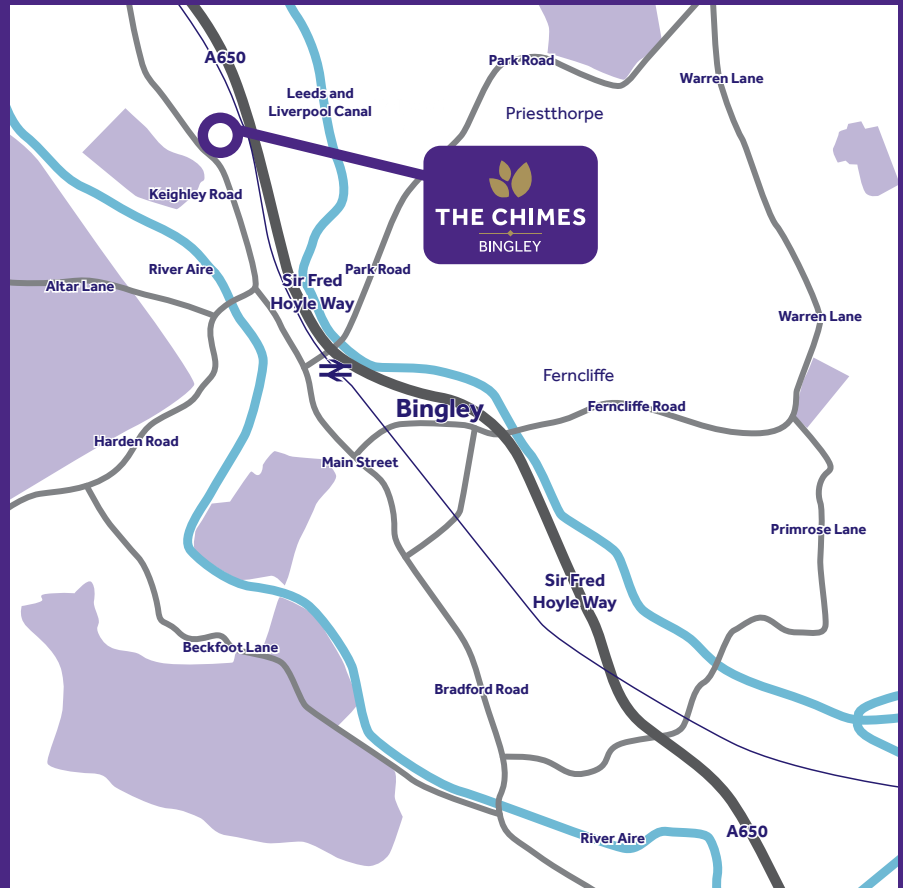 A650
Park Road
Warren Lane
Leeds and
Liverpool Canal
Priestthorpe
Keighley Road
THE CHIMES
BINGLEY
River Aire
Park Road
Altar Lane
Sir Fred
Hoyle Way
Warren Lane
Ferncliffe
Bingley
Ferncliffe Road
Harden Road
Main Street
Primrose Lane
Sir Fred
Hoyle Way
Beckfoot Lane
Bradford Road
A650
River Aire